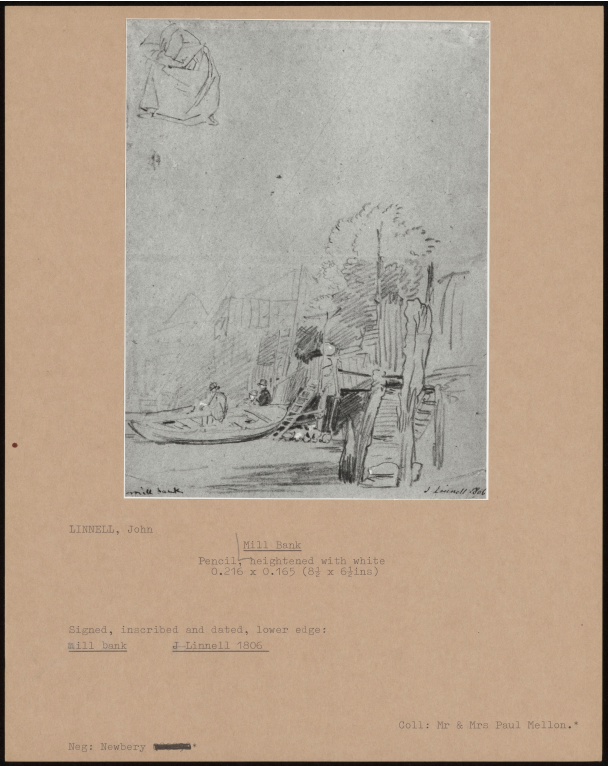 mill bank
J Linnell 1806
LINNELL, John
Mill Bank
Pencil, heightened with white
0.216 x 0.165 (8½ x 6½ins)
Signed, inscribed and dated, lower edge:
mill bank J Linnell 1806
Coll: Mr & Mrs Paul Mellon.*
Neg: Newbery *